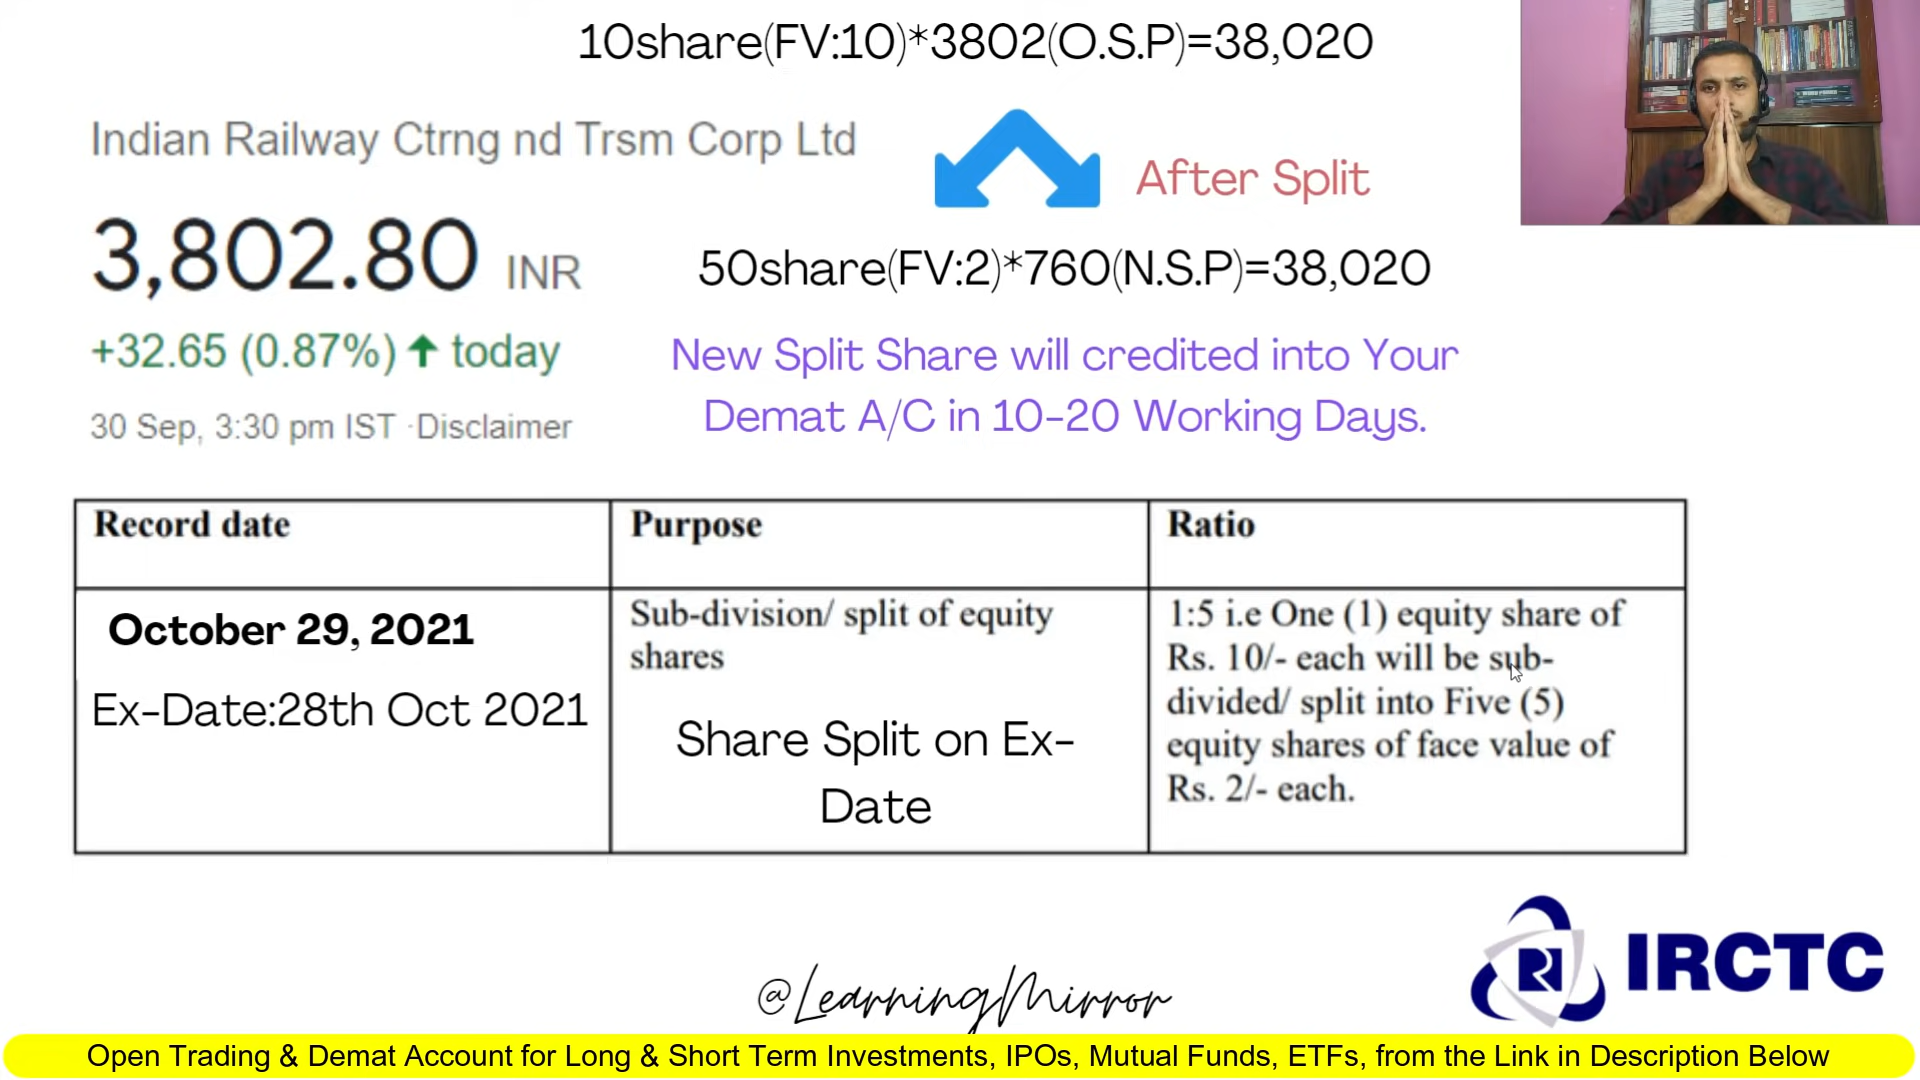 10share(FV:10)*3802(O.S.P)=38,020
Indian Railway Ctrng nd Trsm Corp Ltd
After Split
3,802.80 INR
50share(FV:2)*760(N.S.P)=38,020
+32.65 (0.87%) ↑ today
New Split Share will credited into Your
Demat A/C in 10-20 Working Days.
30 Sep, 3:30 pm IST ·Disclaimer
Record date
Purpose
Ratio
October 29, 2021
Ex-Date:28th Oct 2021
Sub-division/ split of equity
shares
Share Split on Ex-
Date
1:5 i.e One (1) equity share of
Rs. 10/- each will be sub-
divided/ split into Five (5)
equity shares of face value of
Rs. 2/- each.
IRCTC
@LearningMirror
Open Trading & Demat Account for Long & Short Term Investments, IPOs, Mutual Funds, ETFs, from the Link in Description Below